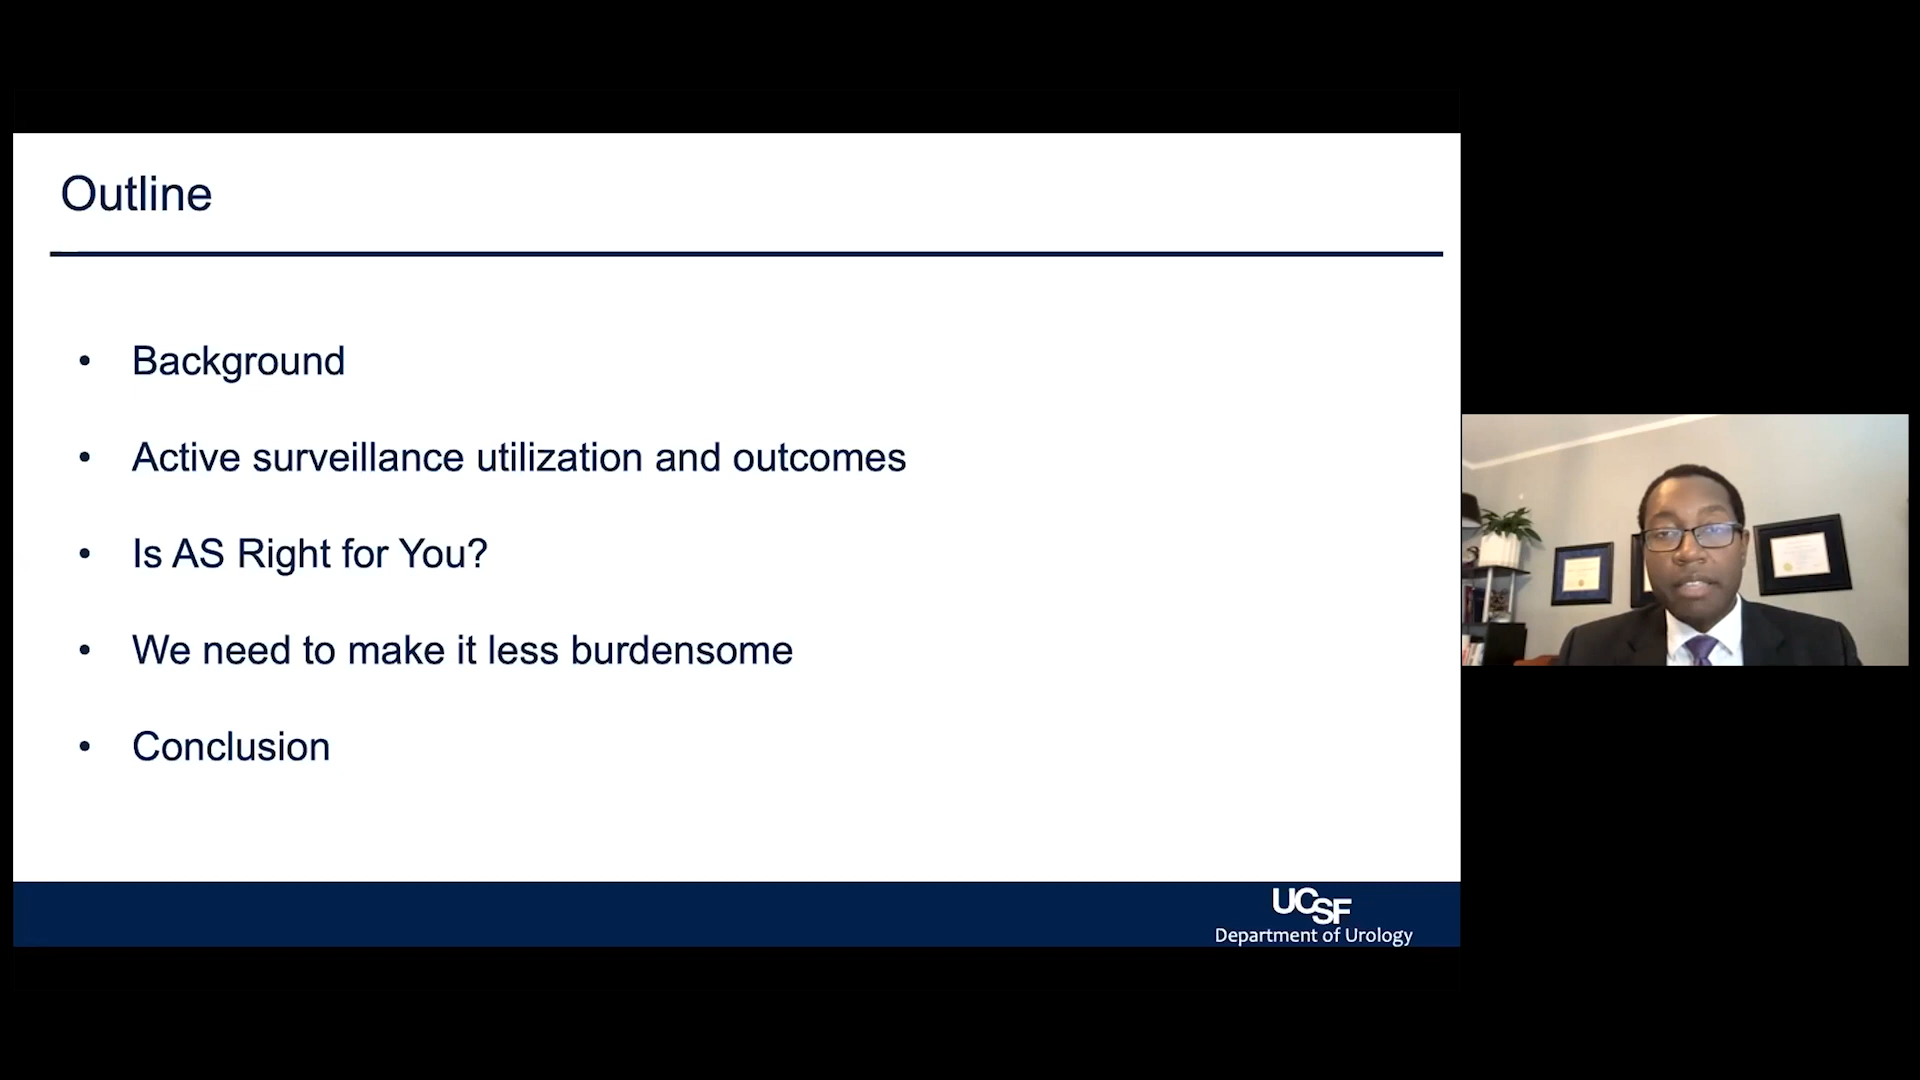 Outline
• Background
• Active surveillance utilization and outcomes
• Is AS Right for You?
• We need to make it less burdensome
• Conclusion
UCSF
Department of Urology